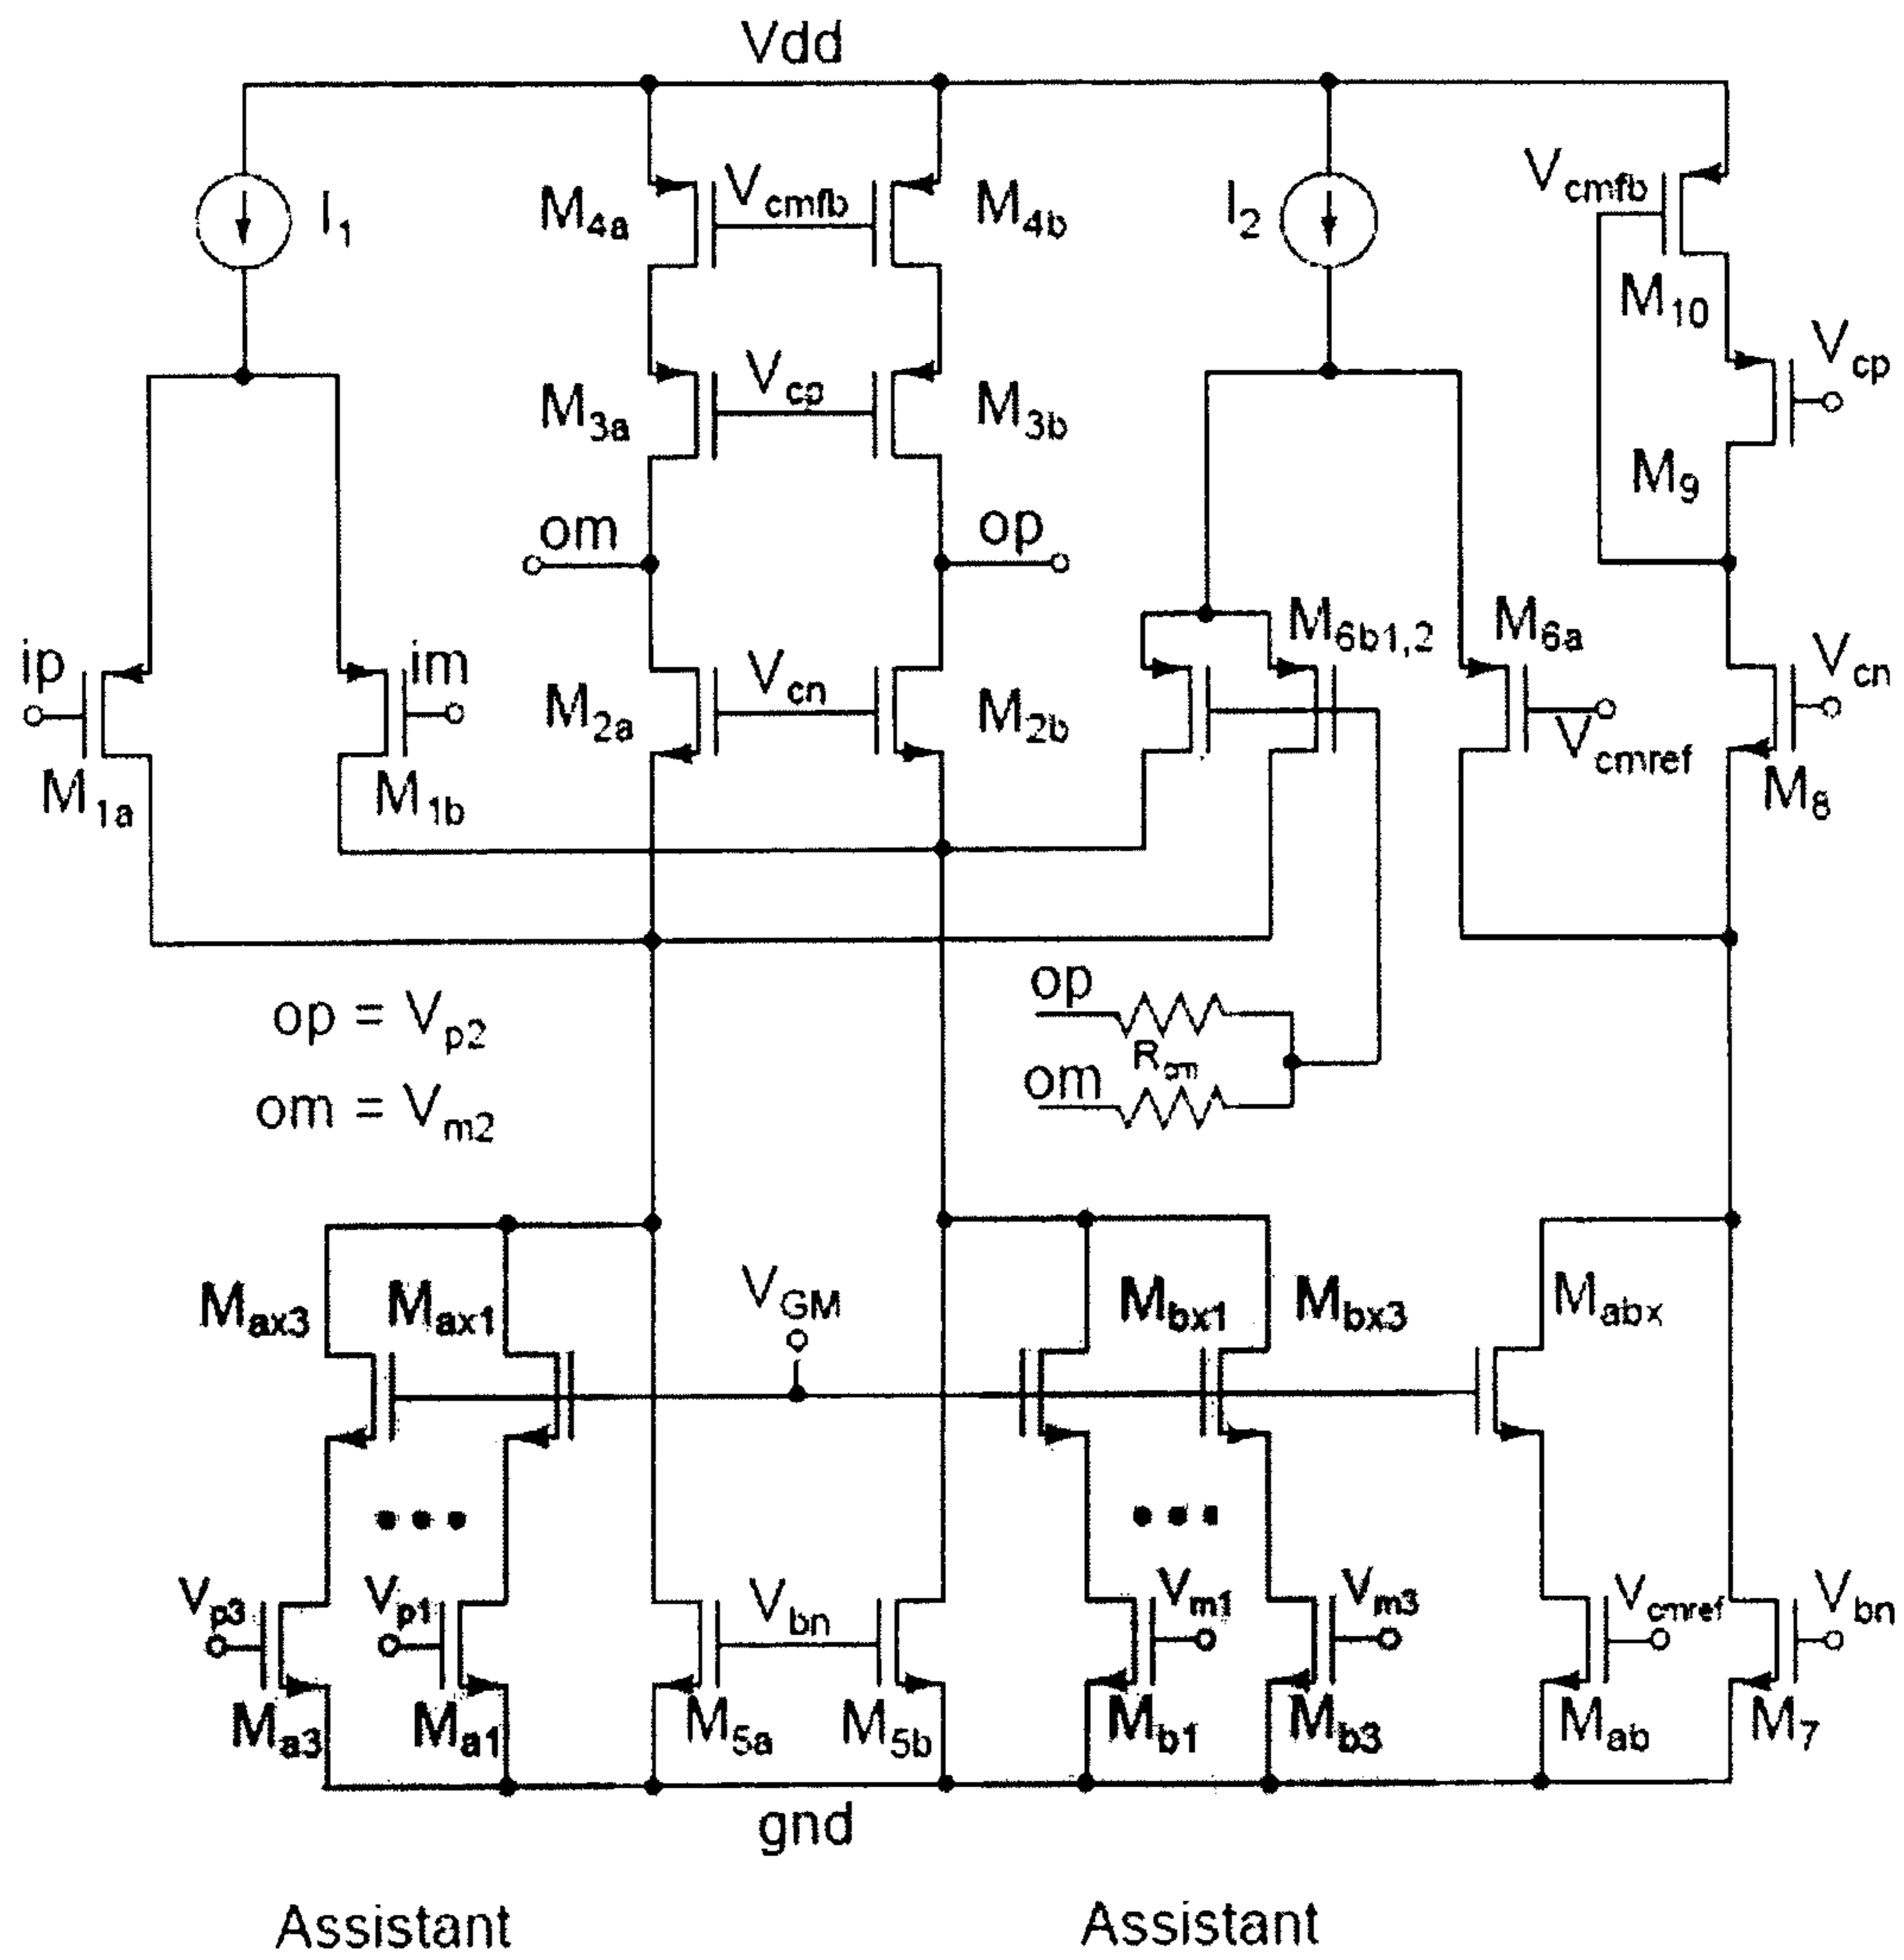 Vdd
I1
M4a
Vcmfb
M4b
I2
Vcmfb
M10
M3a
Vcp
M3b
Vcp
M9
om
op
ip
im
M2a
Vcn
M2b
M6b1,2
M6a
Vcn
M1a
M1b
Vcmref
M8
op = Vp2
op
Rcm
om = Vm2
om
Max3
Max1
VGM
Mbx1
Mbx3
Mabx
Vp3
Vp1
Vbn
Vm1
Vm3
Vcmref
Vbn
Ma3
Ma1
M5a
M5b
Mb1
Mb3
Mab
M7
gnd
Assistant
Assistant